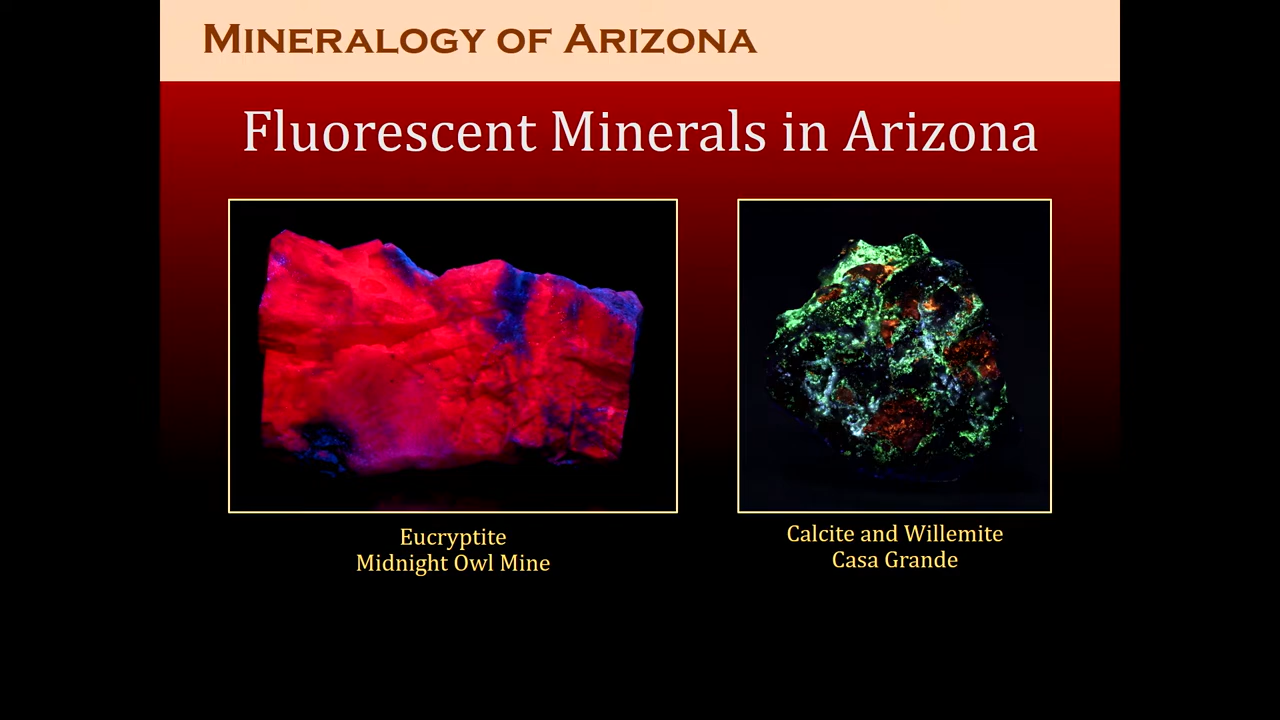 Mineralogy of Arizona
Fluorescent Minerals in Arizona
Eucryptite
Midnight Owl Mine
Calcite and Willemite
Casa Grande